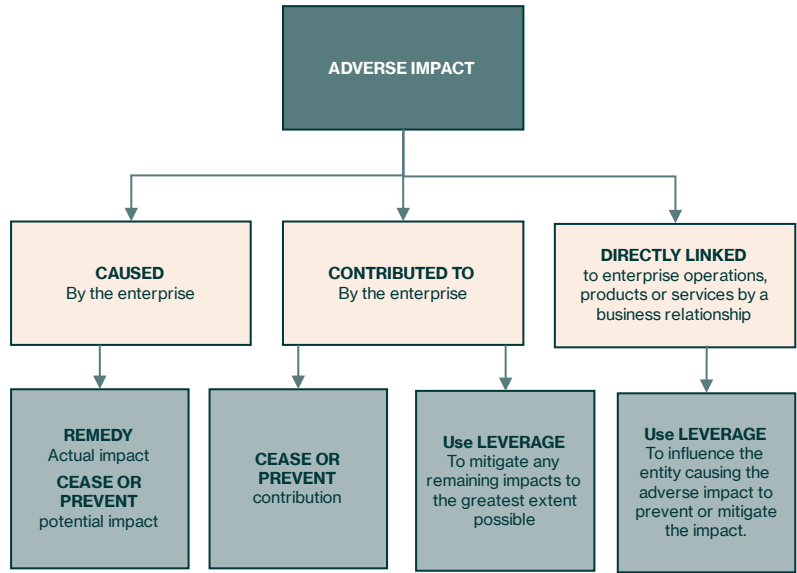 ADVERSE IMPACT
CAUSED
By the enterprise
CONTRIBUTED TO
By the enterprise
DIRECTLY LINKED
to enterprise operations,
products or services by a
business relationship
REMEDY
Actual impact
CEASE OR
PREVENT
potential impact
CEASE OR
PREVENT
contribution
Use LEVERAGE
To mitigate any
remaining impacts to
the greatest extent
possible
Use LEVERAGE
To influence the
entity causing the
adverse impact to
prevent or mitigate
the impact.